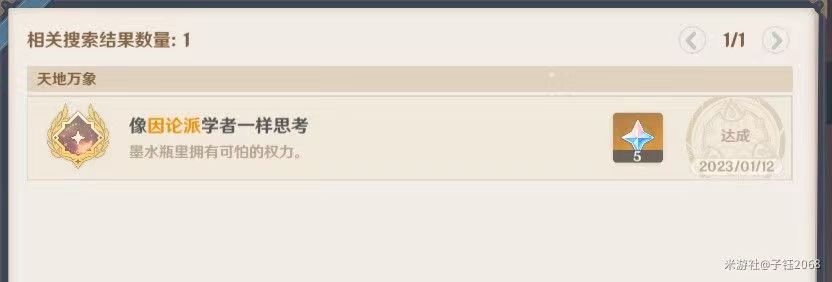 相关搜索结果数量: 1
1/1
天地万象
像因论派学者一样思考
墨水瓶里拥有可怕的权力。
5
达成
2023/01/12
米游社@子钰2068